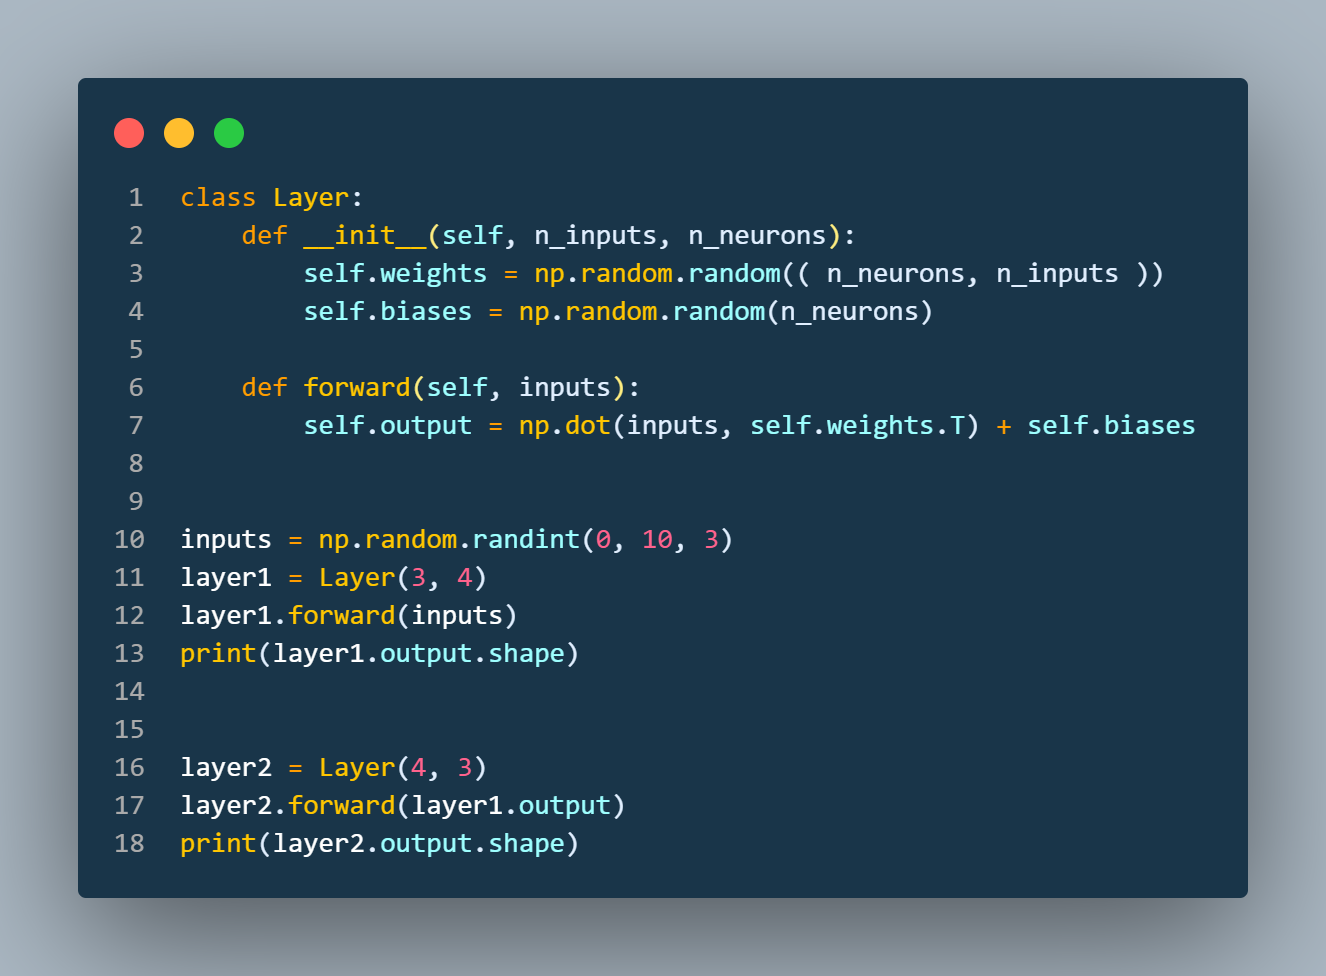 1 class Layer:
2     def __init__(self, n_inputs, n_neurons):
3         self.weights = np.random.random(( n_neurons, n_inputs ))
4         self.biases = np.random.random(n_neurons)
5
6     def forward(self, inputs):
7         self.output = np.dot(inputs, self.weights.T) + self.biases
8
9
10 inputs = np.random.randint(0, 10, 3)
11 layer1 = Layer(3, 4)
12 layer1.forward(inputs)
13 print(layer1.output.shape)
14
15
16 layer2 = Layer(4, 3)
17 layer2.forward(layer1.output)
18 print(layer2.output.shape)